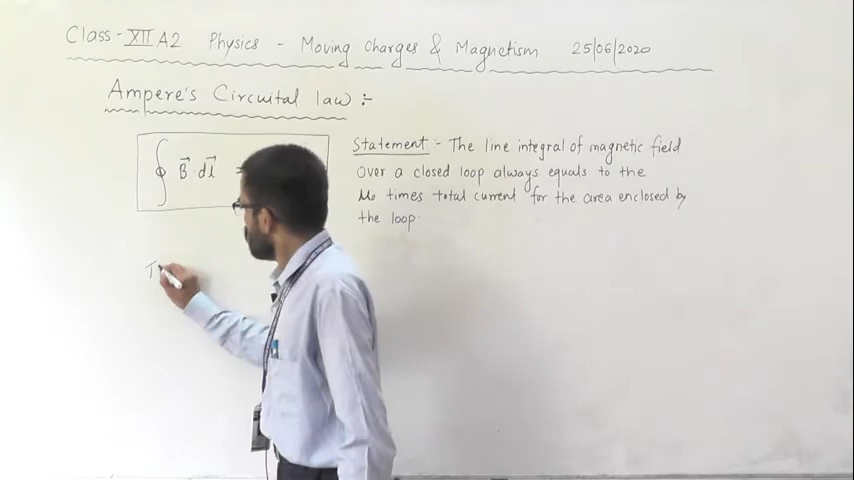 Class - XII A2 Physics - Moving Charges & Magnetism 25/06/2020
Ampere's Circuital law :-
∮ B⃗ · dl⃗ =
Statement :- The line integral of magnetic field
over a closed loop always equals to the
μ₀ times total current for the area enclosed by
the loop.
T